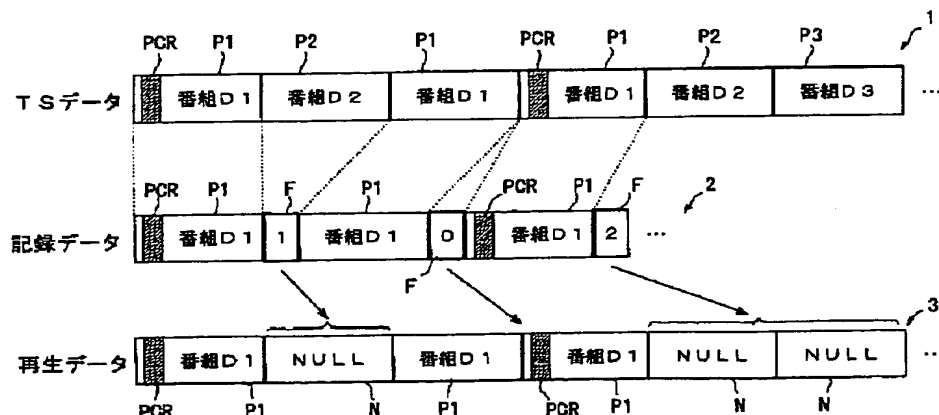 1
PCR P1 P2 P1 PCR P1 P2 P3
TSデータ 番組D1 番組D2 番組D1 番組D1 番組D2 番組D3 …
2
PCR P1 F P1 PCR P1 F
記録データ 番組D1 1 番組D1 0 番組D1 2 …
F
3
再生データ 番組D1 NULL 番組D1 番組D1 NULL NULL …
PCR P1 N P1 PCR P1 N N